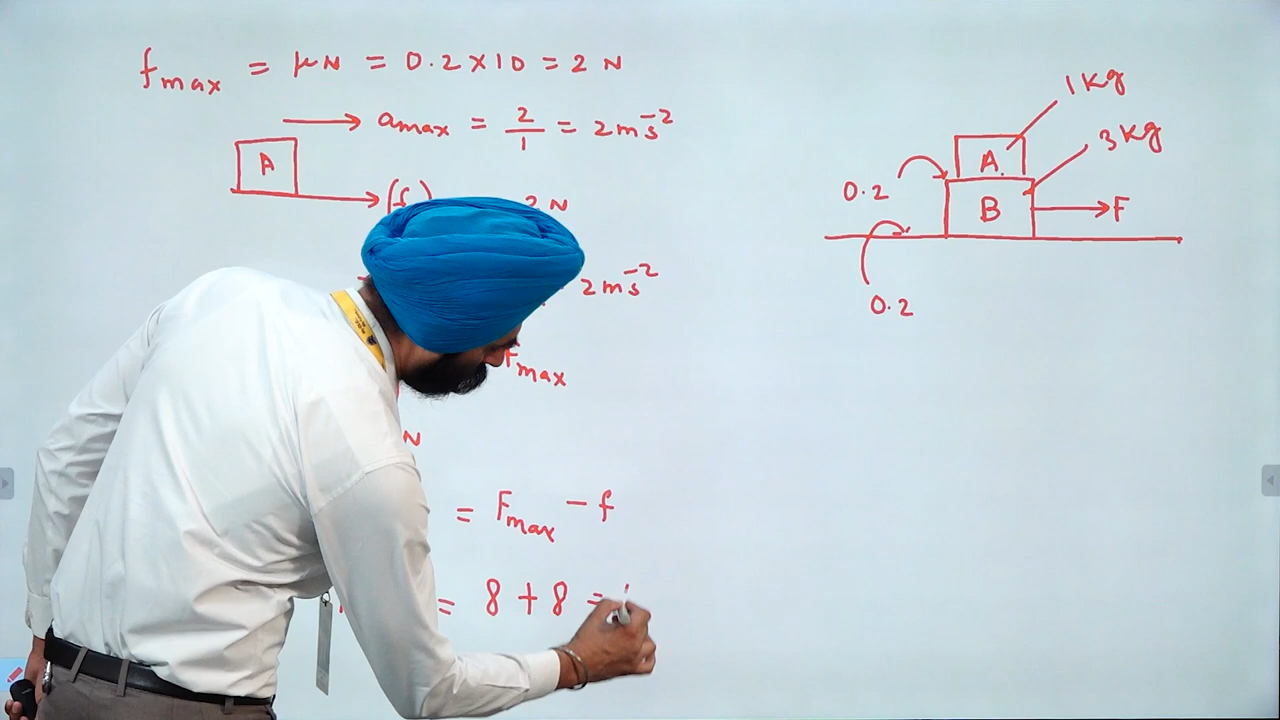 fmax = μN = 0.2 × 10 = 2 N
amax = 2/1 = 2 ms⁻²
A
(f)
2 N
2 ms⁻²
Fmax
N
= Fmax - f
= 8 + 8 =
1 kg
3 kg
A
0.2
B
F
0.2